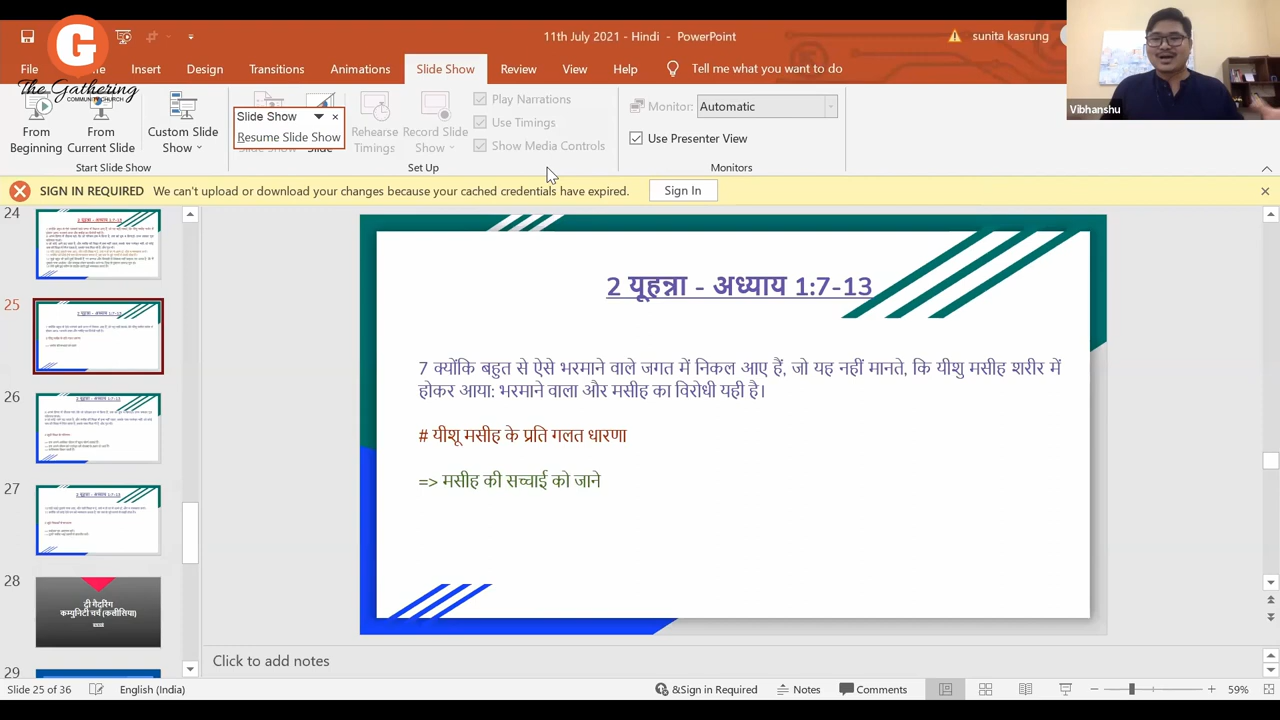 11th July 2021 - Hindi - PowerPoint
sunita kasrung
G
The Gathering
COMMUNITY CHURCH
File Insert Design Transitions Animations Slide Show Review View Help Tell me what you want to do
Vibhanshu
From Beginning
From Current Slide
Custom Slide Show
Slide Show
Resume Slide Show
Rehearse Timings
Record Slide Show
Play Narrations
Use Timings
Show Media Controls
Monitor: Automatic
Use Presenter View
Start Slide Show
Set Up
Monitors
SIGN IN REQUIRED We can't upload or download your changes because your cached credentials have expired. Sign In
24
25
26
27
28
द गैदरिंग
कम्युनिटी चर्च (कलीसिया)
29
2 यूहन्ना - अध्याय 1:7-13
7 क्योंकि बहुत से ऐसे भरमाने वाले जगत में निकल आए हैं, जो यह नहीं मानते, कि यीशु मसीह शरीर में
होकर आया: भरमाने वाला और मसीह का विरोधी यही है।
# यीशु मसीह के प्रति गलत धारणा
=> मसीह की सच्चाई को जाने
Click to add notes
Slide 25 of 36 English (India) &Sign in Required Notes Comments 59%